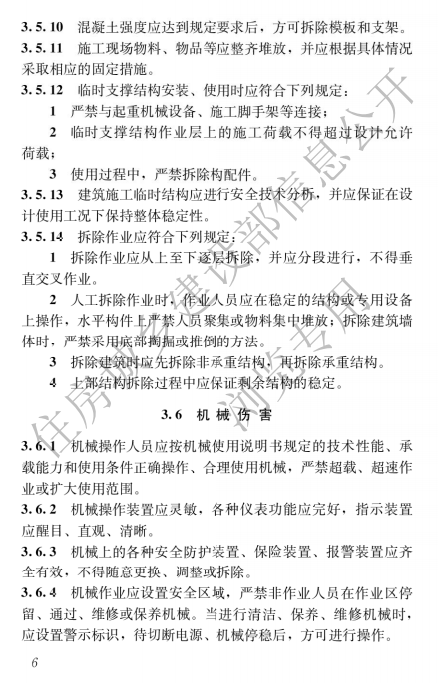 3.5.10 混凝土强度应达到规定要求后，方可拆除模板和支架。
3.5.11 施工现场物料、物品等应整齐堆放，并应根据具体情况
采取相应的固定措施。
3.5.12 临时支撑结构安装、使用时应符合下列规定：
1 严禁与起重机械设备、施工脚手架等连接；
2 临时支撑结构作业层上的施工荷载不得超过设计允许
荷载；
3 使用过程中，严禁拆除构配件。
3.5.13 建筑施工临时结构应进行安全技术分析，并应保证在设
计使用工况下保持整体稳定性。
3.5.14 拆除作业应符合下列规定：
1 拆除作业应从上至下逐层拆除，并应分段进行，不得垂
直交叉作业。
2 人工拆除作业时，作业人员应在稳定的结构或专用设备
上操作，水平构件上严禁人员聚集或物料集中堆放；拆除建筑墙
体时，严禁采用底部掏掘或推倒的方法。
3 拆除建筑时应先拆除非承重结构，再拆除承重结构。
4 上部结构拆除过程中应保证剩余结构的稳定。
3.6 机械伤害
3.6.1 机械操作人员应按机械使用说明书规定的技术性能、承
载能力和使用条件正确操作、合理使用机械，严禁超载、超速作
业或扩大使用范围。
3.6.2 机械操作装置应灵敏，各种仪表功能应完好，指示装置
应醒目、直观、清晰。
3.6.3 机械上的各种安全防护装置、保险装置、报警装置应齐
全有效，不得随意更换、调整或拆除。
3.6.4 机械作业应设置安全区域，严禁非作业人员在作业区停
留、通过、维修或保养机械。当进行清洁、保养、维修机械时，
应设置警示标识，待切断电源、机械停稳后，方可进行操作。
6
住房城乡建设部信息公开
浏览专用